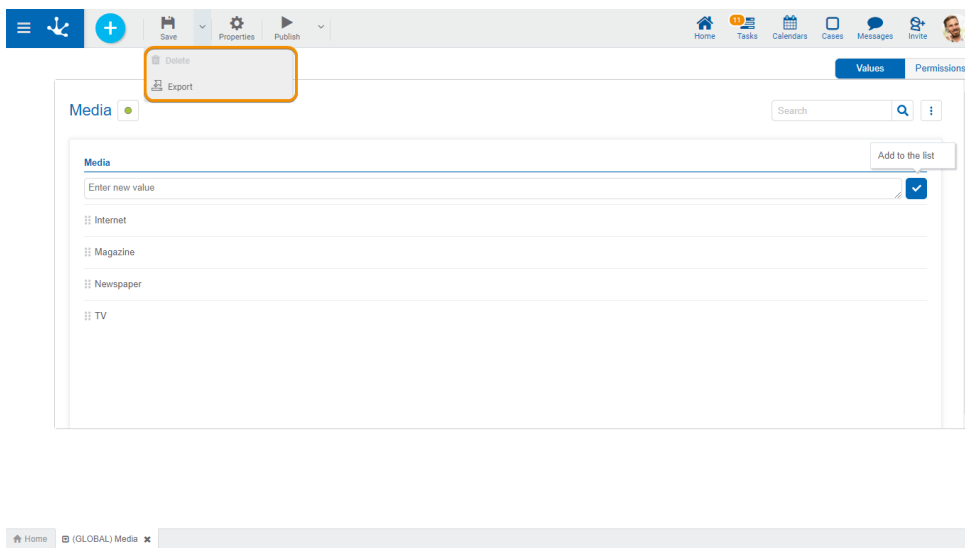 Save
Properties
Publish
Home
11
Tasks
Calendars
Cases
Messages
Invite
Delete
Export
Values
Permissions
Media
Search
Add to the list
Media
Enter new value
Internet
Magazine
Newspaper
TV
Home
(GLOBAL) Media